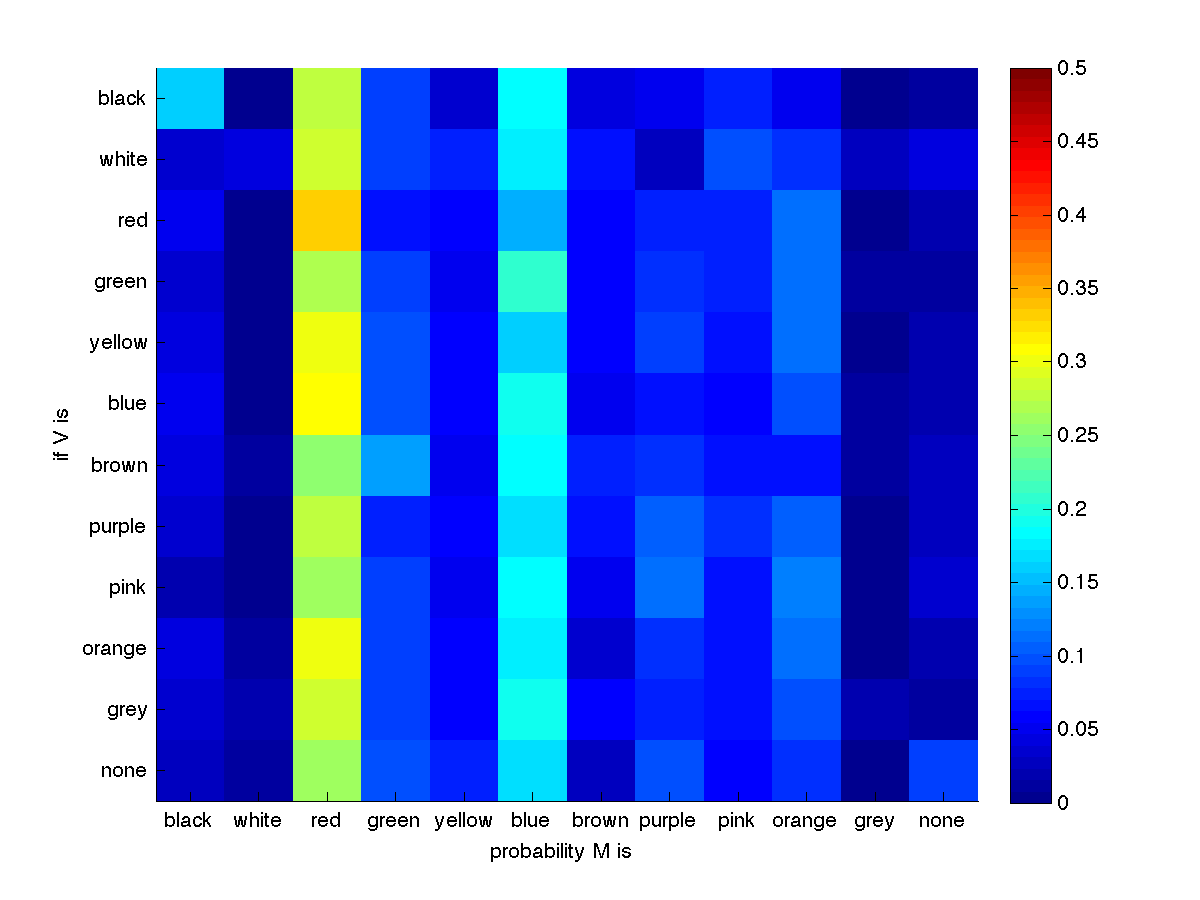 black
white
red
green
yellow
blue
brown
purple
pink
orange
grey
none
if V is
black white red green yellow blue brown purple pink orange grey none
probability M is
0.5
0.45
0.4
0.35
0.3
0.25
0.2
0.15
0.1
0.05
0